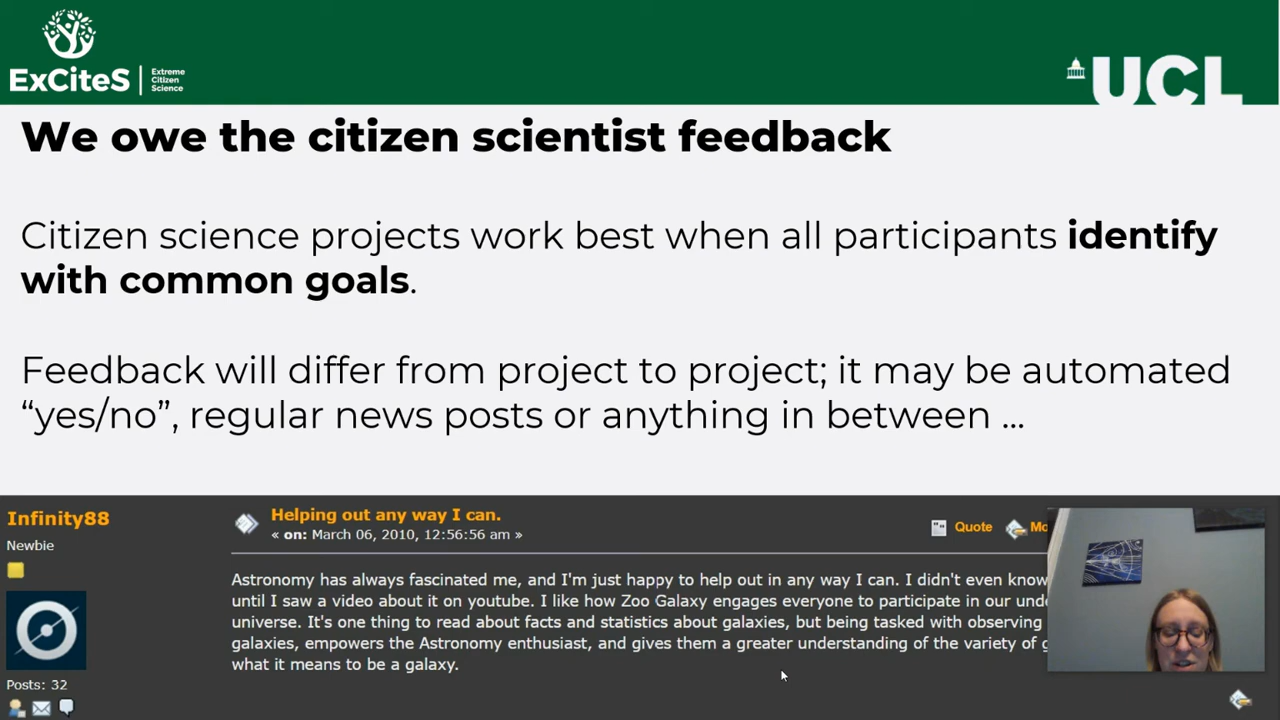 ExCiteS
Extreme
Citizen
Science
UCL
We owe the citizen scientist feedback
Citizen science projects work best when all participants identify
with common goals.
Feedback will differ from project to project; it may be automated
“yes/no”, regular news posts or anything in between ...
Infinity88
Newbie
Posts: 32
Helping out any way I can.
« on: March 06, 2010, 12:56:56 am »
Quote
Astronomy has always fascinated me, and I'm just happy to help out in any way I can. I didn't even know
until I saw a video about it on youtube. I like how Zoo Galaxy engages everyone to participate in our
universe. It's one thing to read about facts and statistics about galaxies, but being tasked with observing
galaxies, empowers the Astronomy enthusiast, and gives them a greater understanding of the variety of
what it means to be a galaxy.